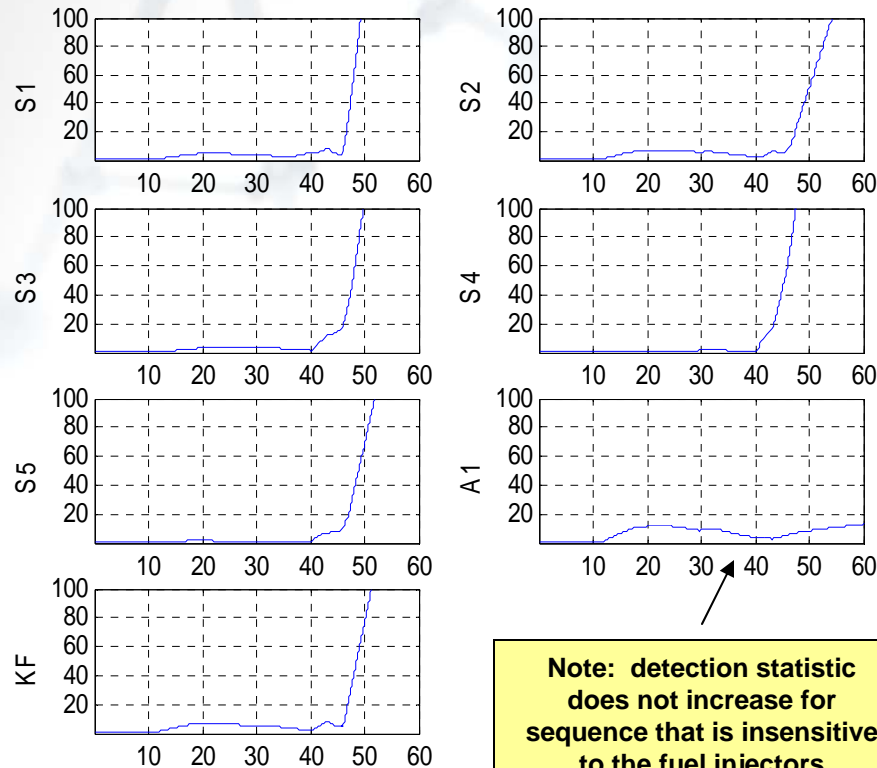 100
80
60
40
20
S1
10 20 30 40 50 60
100
80
60
40
20
S2
10 20 30 40 50 60
100
80
60
40
20
S3
10 20 30 40 50 60
100
80
60
40
20
S4
10 20 30 40 50 60
100
80
60
40
20
S5
10 20 30 40 50 60
100
80
60
40
20
A1
10 20 30 40 50 60
100
80
60
40
20
KF
10 20 30 40 50 60
Note: detection statistic
does not increase for
sequence that is insensitive
to the fuel injectors